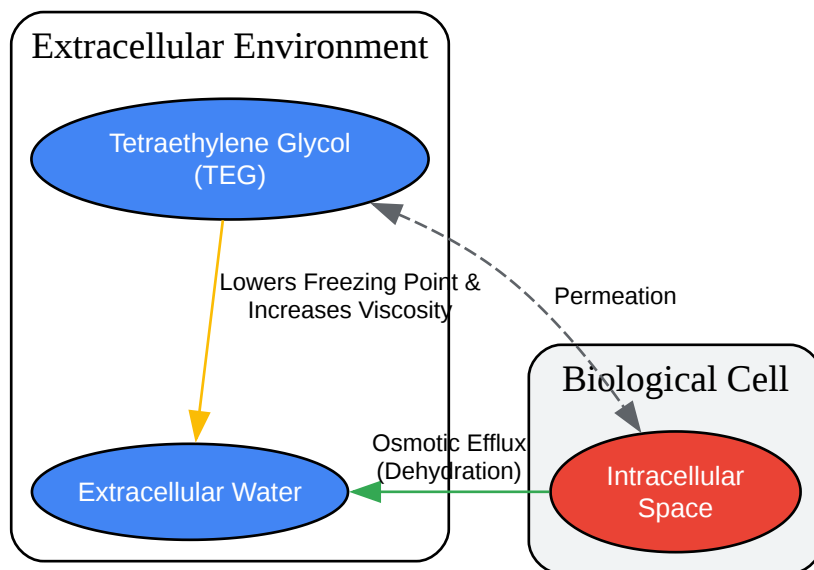 Extracellular Environment
Tetraethylene Glycol
(TEG)
Lowers Freezing Point &
Increases Viscosity
Permeation
Biological Cell
Osmotic Efflux
(Dehydration)
Extracellular Water
Intracellular
Space